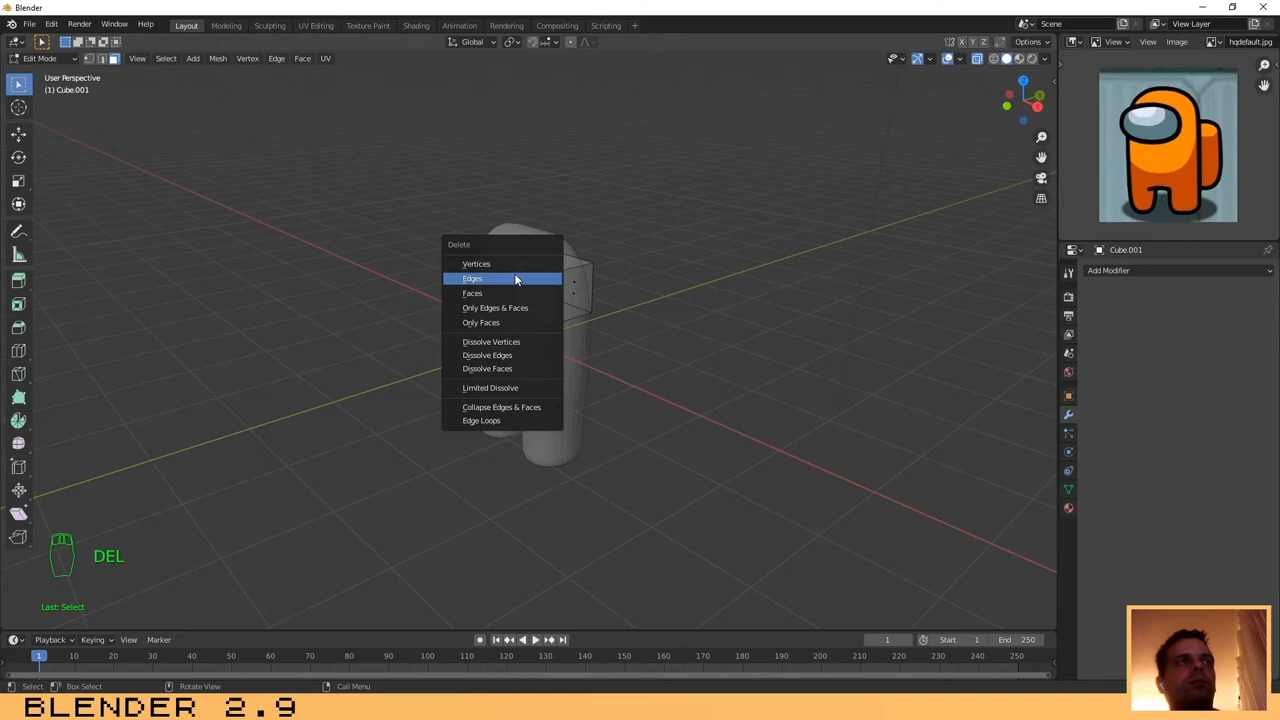 Blender
File Edit Render Window Help Layout Modeling Sculpting UV Editing Texture Paint Shading Animation Rendering Compositing Scripting + Scene View Layer
Global X Y Z Options View Image hqdefault.jpg
Edit Mode View Select Add Mesh Vertex Edge Face UV
User Perspective
(1) Cube.001
Z
Y
X
Delete
Vertices
Edges
Faces
Only Edges & Faces
Only Faces
Dissolve Vertices
Dissolve Edges
Dissolve Faces
Limited Dissolve
Collapse Edges & Faces
Edge Loops
Cube.001
Add Modifier
DEL
Last: Select
Playback Keying View Marker 1 Start 1 End 250
1 10 20 30 40 50 60 70 80 90 100 110 120 130 140 150 160 170 180 190 200 210 220 230 240 250
Select Box Select Rotate View Call Menu
BLENDER 2.9